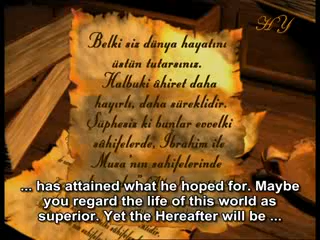 HY
Belki siz dünya hayatını
üstün tutarsınız.
Halbuki âhiret daha
hayırlı, daha süreklidir.
Şüphesiz ki bunlar evvelki
sâhifelerde, İbrahim ile
Musa'nın sahifelerinde
... has attained what he hoped for. Maybe
you regard the life of this world as
superior. Yet the Hereafter will be ...